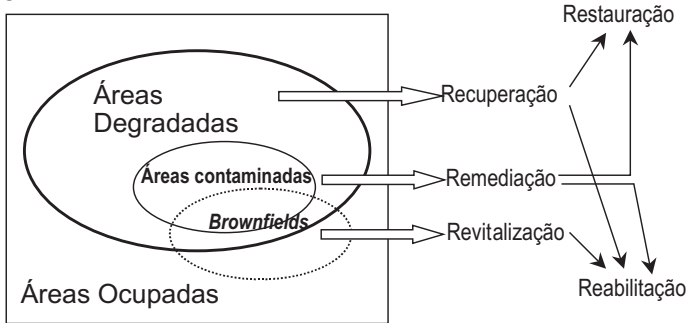 Restauração
Áreas
Degradadas
Recuperação
Áreas contaminadas
Remediação
Brownfields
Revitalização
Áreas Ocupadas
Reabilitação